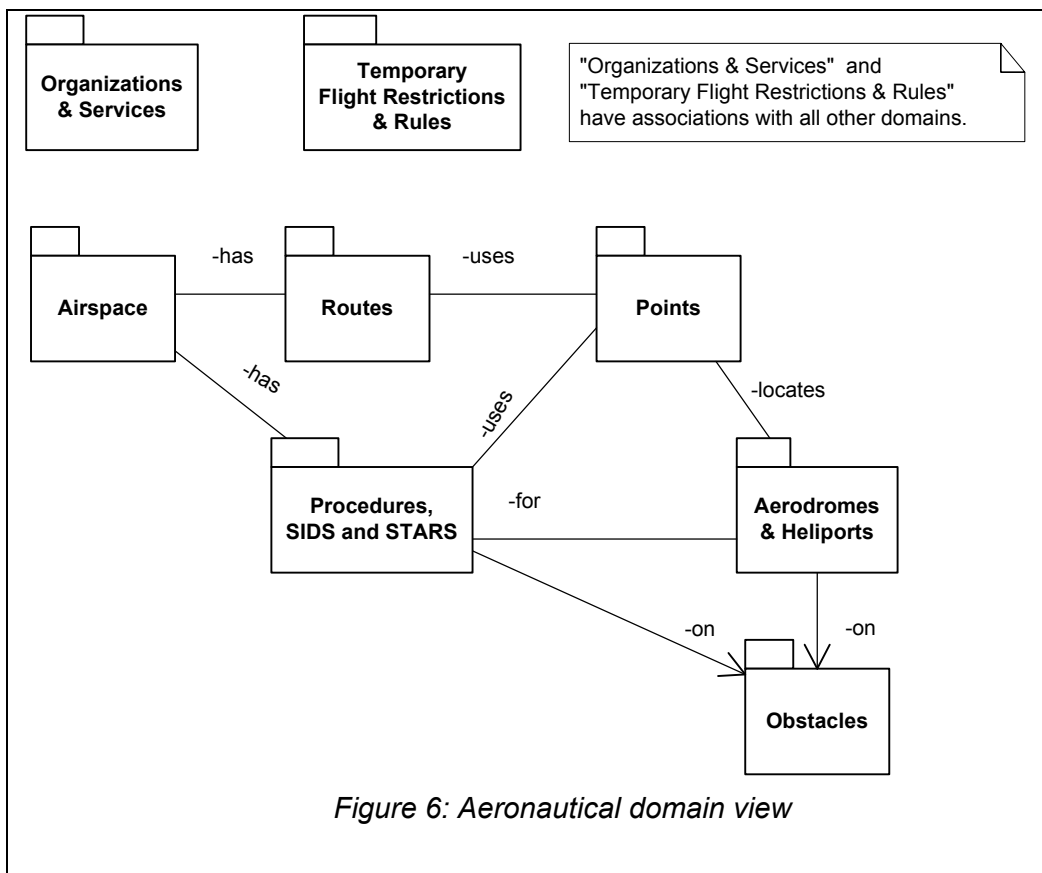 Organizations
& Services
Temporary
Flight Restrictions
& Rules
"Organizations & Services" and
"Temporary Flight Restrictions & Rules"
have associations with all other domains.
Airspace
-has
Routes
-uses
Points
-has
-uses
-locates
Procedures,
SIDS and STARS
-for
Aerodromes
& Heliports
-on
-on
Obstacles
Figure 6: Aeronautical domain view